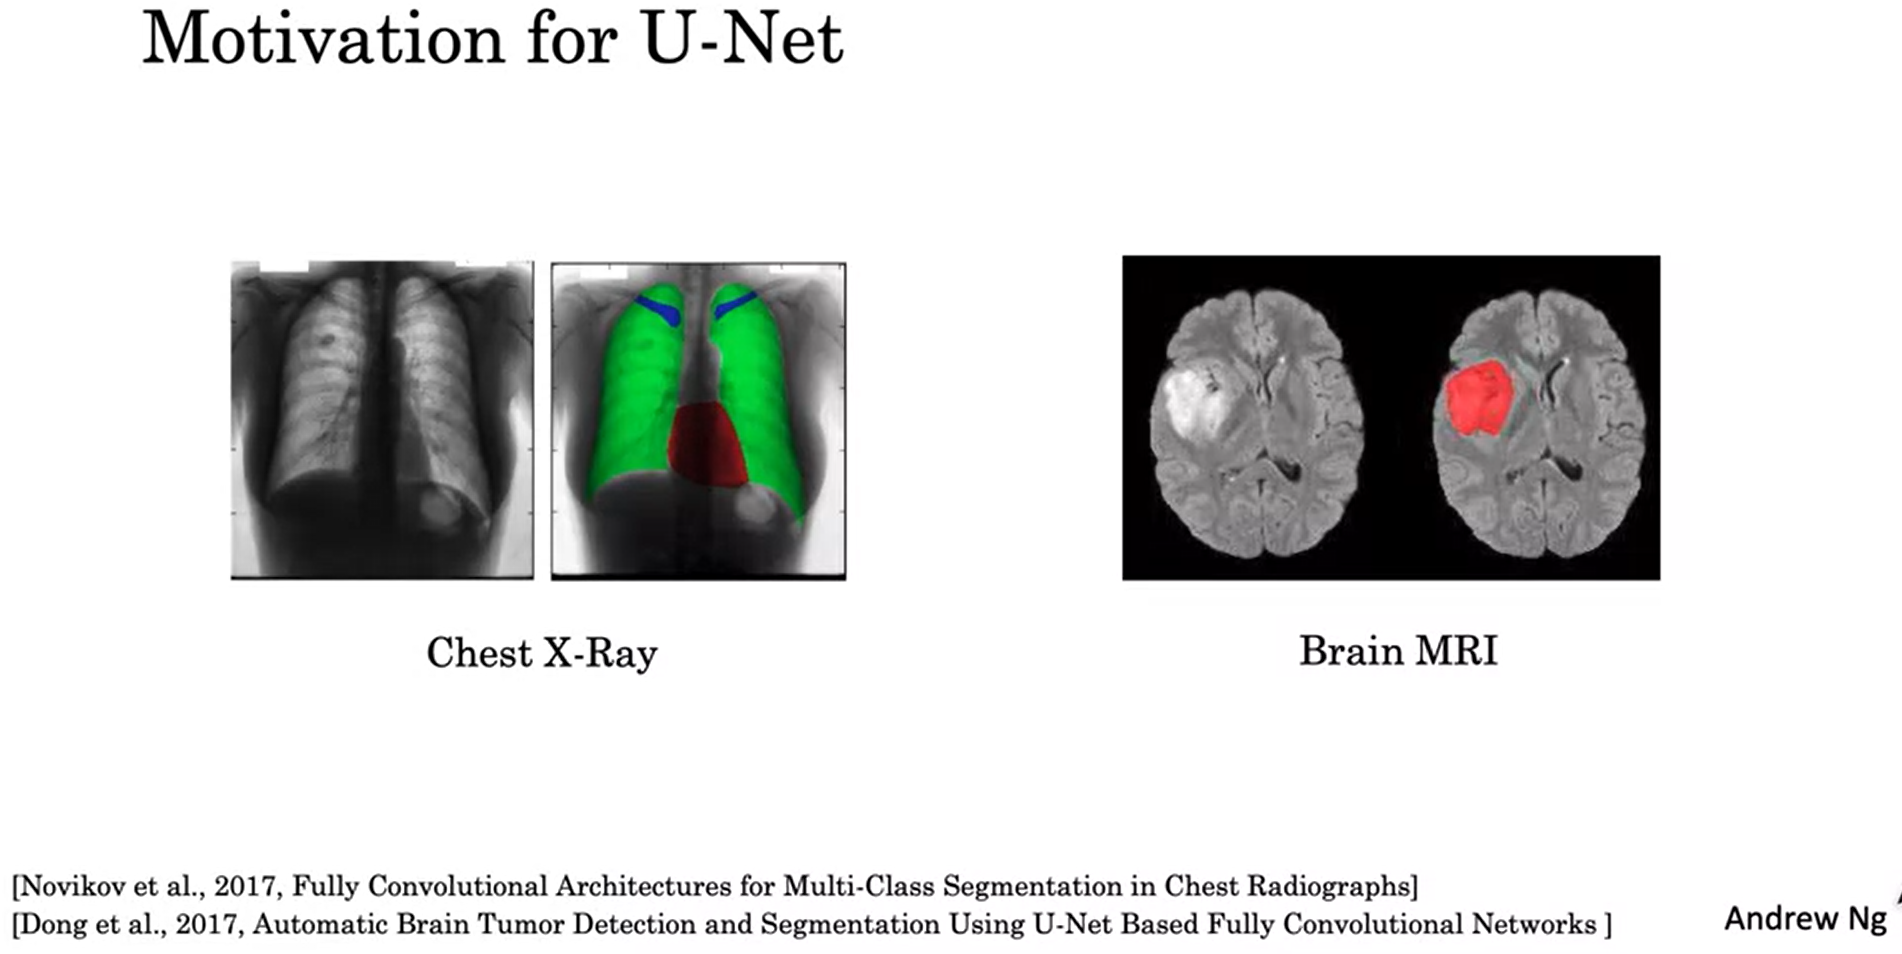 Motivation for U-Net
Chest X-Ray
Brain MRI
[Novikov et al., 2017, Fully Convolutional Architectures for Multi-Class Segmentation in Chest Radiographs]
[Dong et al., 2017, Automatic Brain Tumor Detection and Segmentation Using U-Net Based Fully Convolutional Networks ]
Andrew Ng